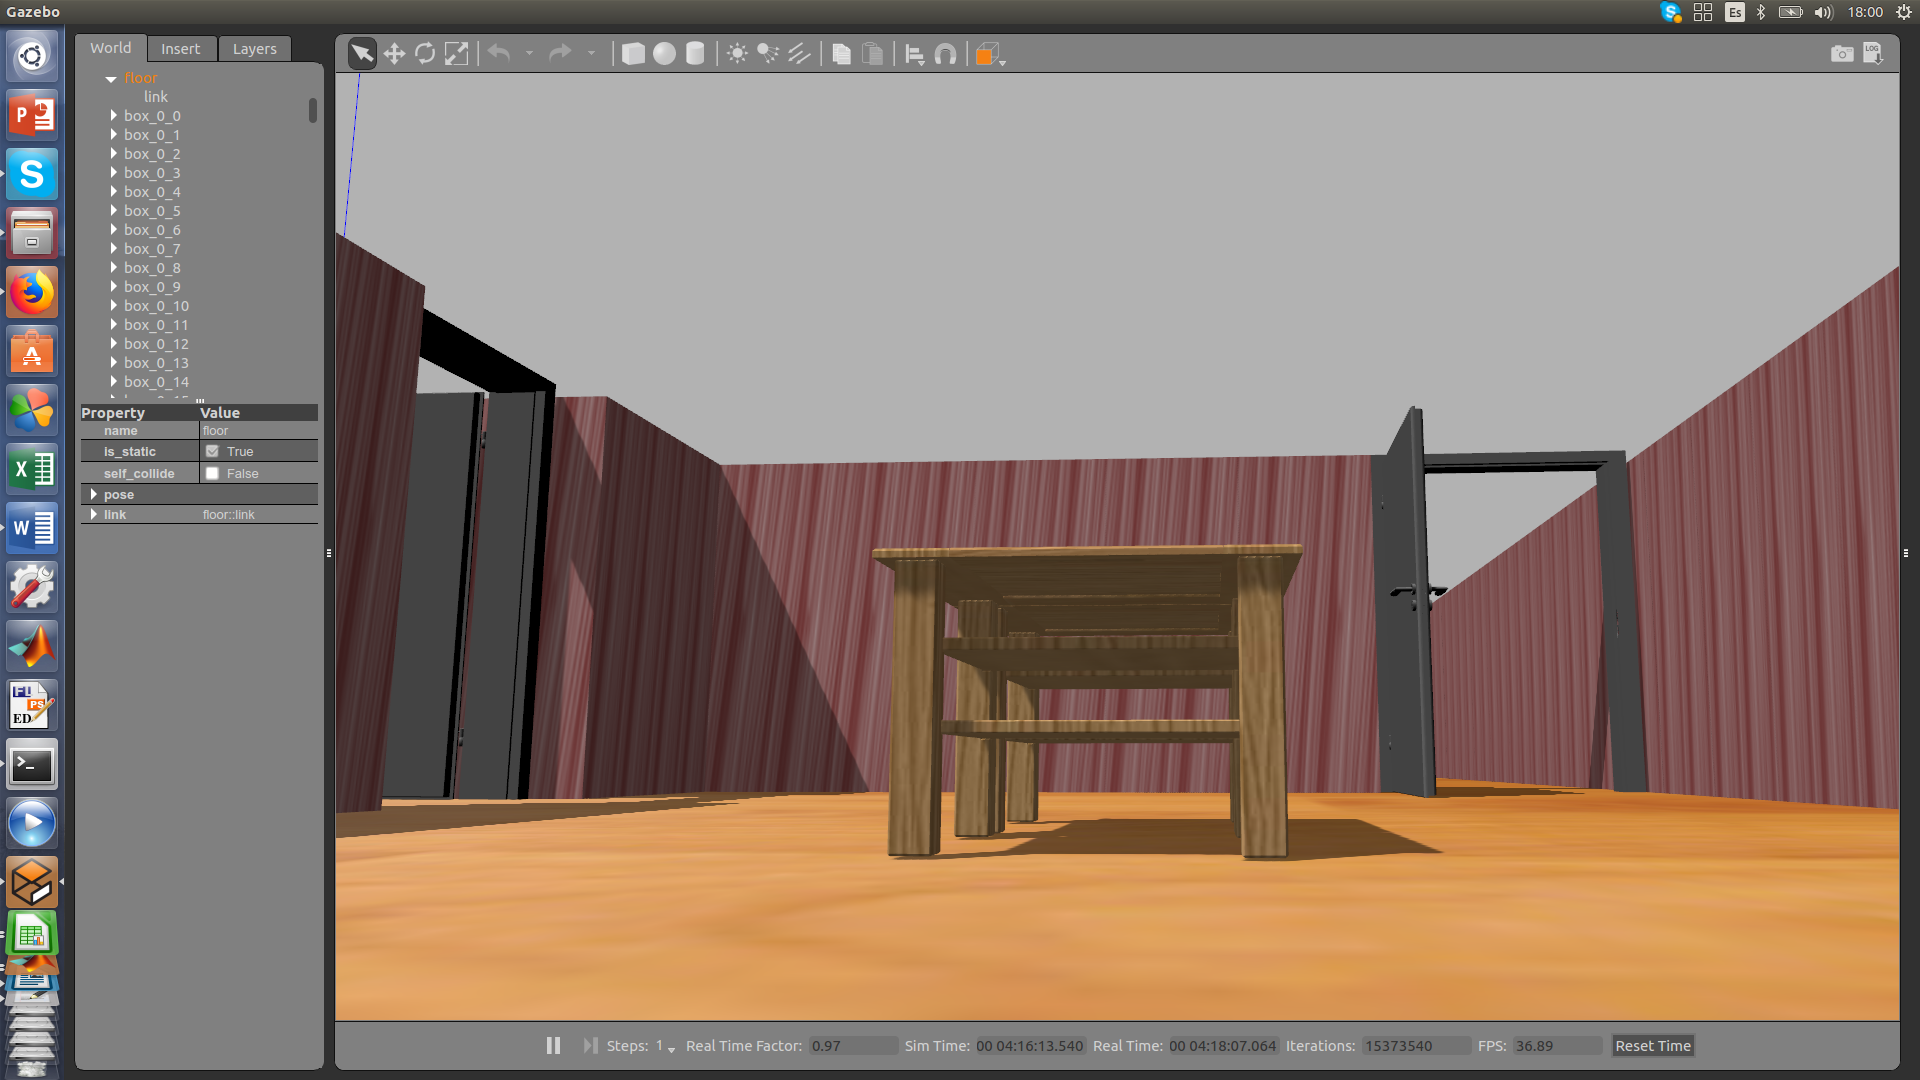 Gazebo
Es
18:00
World
Insert
Layers
LOG
floor
link
box_0_0
box_0_1
box_0_2
box_0_3
box_0_4
box_0_5
box_0_6
box_0_7
box_0_8
box_0_9
box_0_10
box_0_11
box_0_12
box_0_13
box_0_14
Property Value
name floor
is_static True
self_collide False
pose
link floor::link
Steps: 1 Real Time Factor: 0.97 Sim Time: 00 04:16:13.540 Real Time: 00 04:18:07.064 Iterations: 15373540 FPS: 36.89 Reset Time